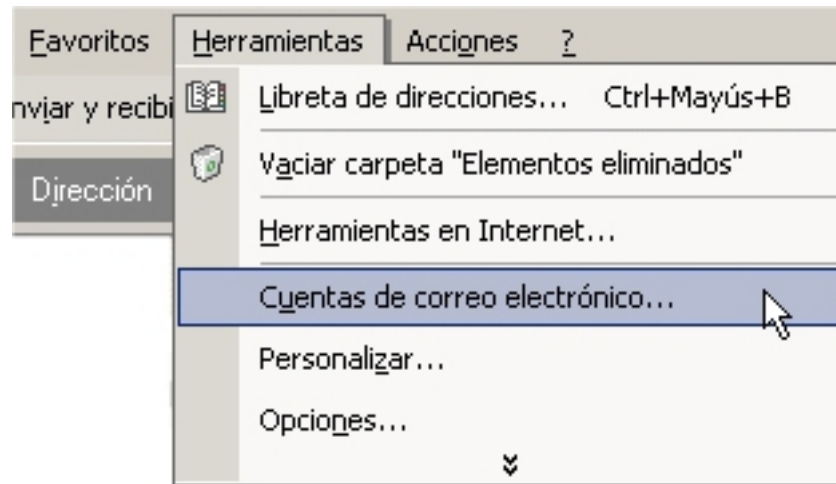 Favoritos Herramientas Acciones ?
nviar y recibi
Libreta de direcciones... Ctrl+Mayús+B
Vaciar carpeta "Elementos eliminados"
Dirección
Herramientas en Internet...
Cuentas de correo electrónico...
Personalizar...
Opciones...